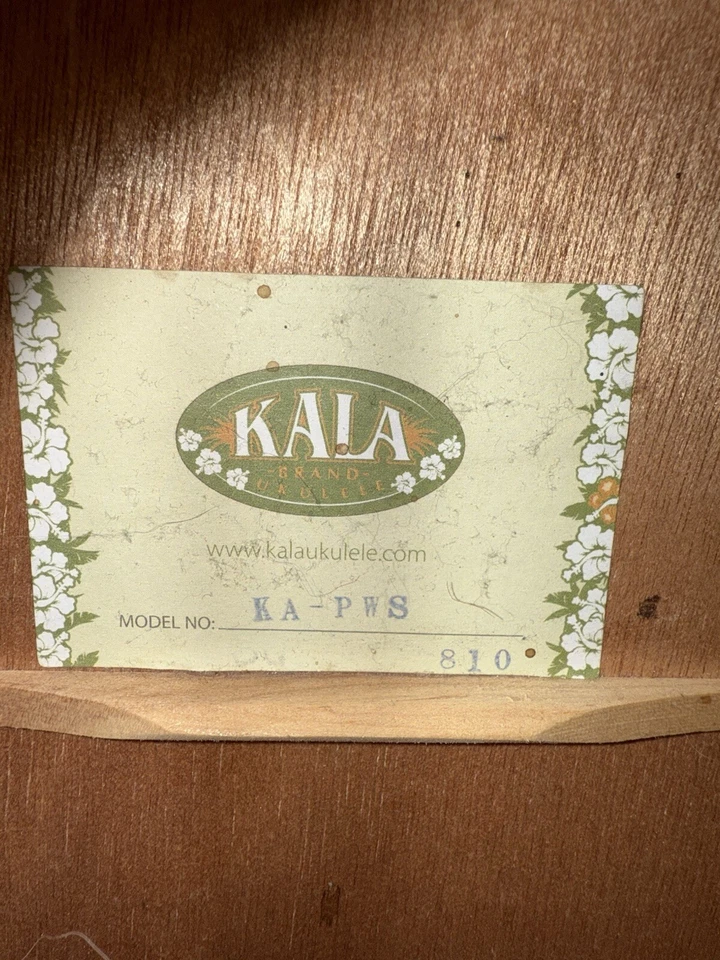 KALA
-BRAND-
UKULELE
www.kalaukulele.com
MODEL NO: KA-PWS
810